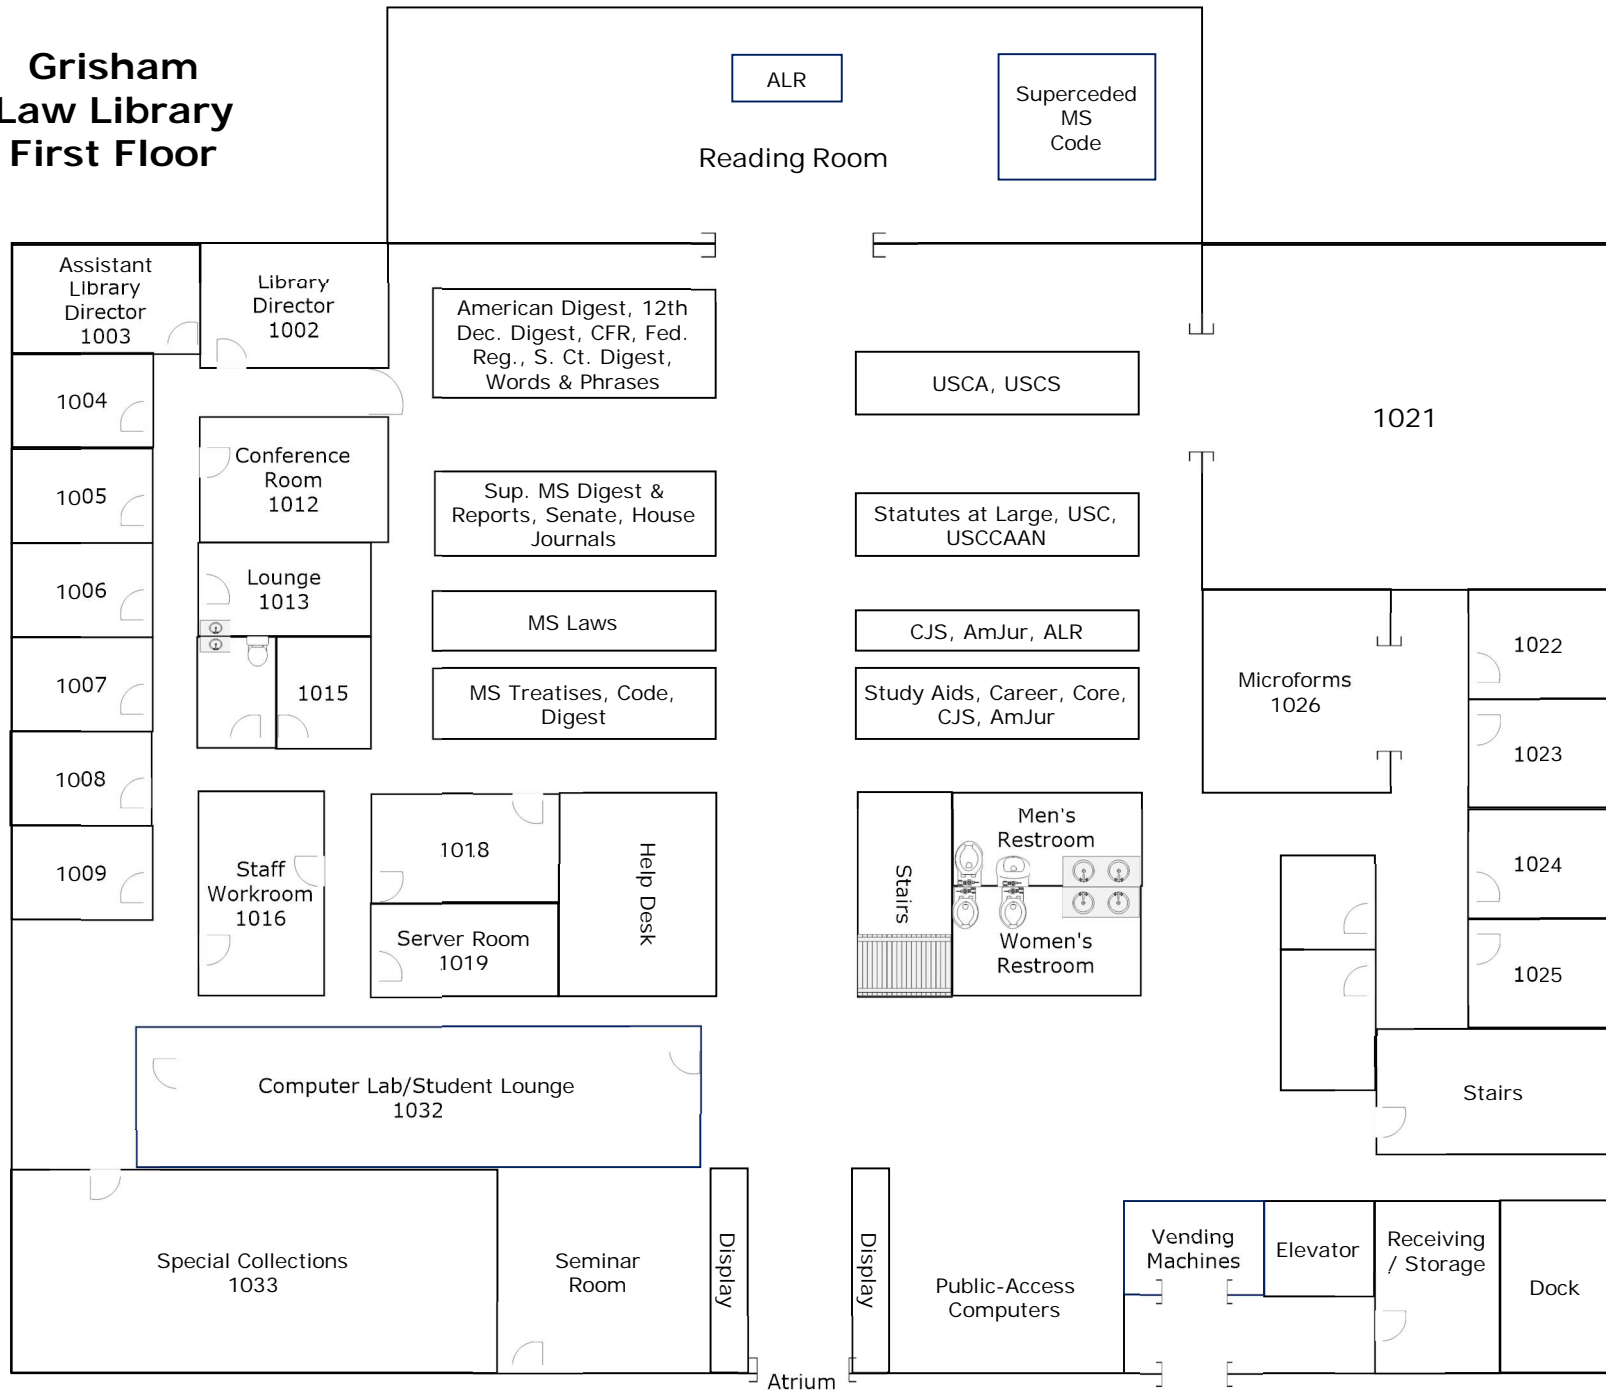 Grisham
Law Library
First Floor
ALR
Superceded
MS
Code
Reading Room
Assistant
Library
Director
1003
Library
Director
1002
American Digest, 12th
Dec. Digest, CFR, Fed.
Reg., S. Ct. Digest,
Words & Phrases
USCA, USCS
1021
1004
Conference
Room
1012
1005
Sup. MS Digest &
Reports, Senate, House
Journals
Statutes at Large, USC,
USCCAAN
1006
Lounge
1013
MS Laws
CJS, AmJur, ALR
1022
1007
1015
MS Treatises, Code,
Digest
Study Aids, Career, Core,
CJS, AmJur
Microforms
1026
1023
1008
1009
Staff
Workroom
1016
1018
Server Room
1019
Help Desk
Stairs
Men's
Restroom
Women's
Restroom
1024
1025
Computer Lab/Student Lounge
1032
Stairs
Special Collections
1033
Seminar
Room
Display
Display
Public-Access
Computers
Vending
Machines
Elevator
Receiving
/ Storage
Dock
Atrium